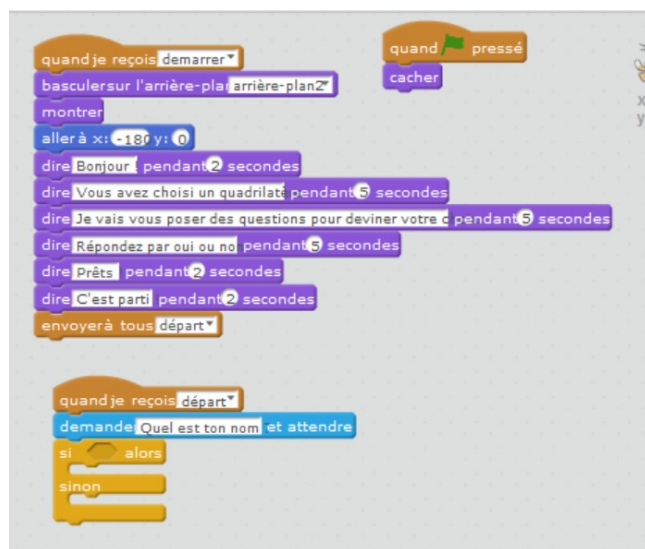 quand je reçois demarrer
basculer sur l'arrière-plan arrière-plan2
montrer
aller à x: -180 y: 0
dire Bonjour ! pendant 2 secondes
dire Vous avez choisi un quadrilatè pendant 5 secondes
dire Je vais vous poser des questions pour deviner votre pendant 5 secondes
dire Répondez par oui ou no pendant 5 secondes
dire Prêts pendant 2 secondes
dire C'est parti pendant 2 secondes
envoyer à tous départ
quand pressé
cacher
x
y
quand je reçois départ
demander Quel est ton nom et attendre
si alors
sinon